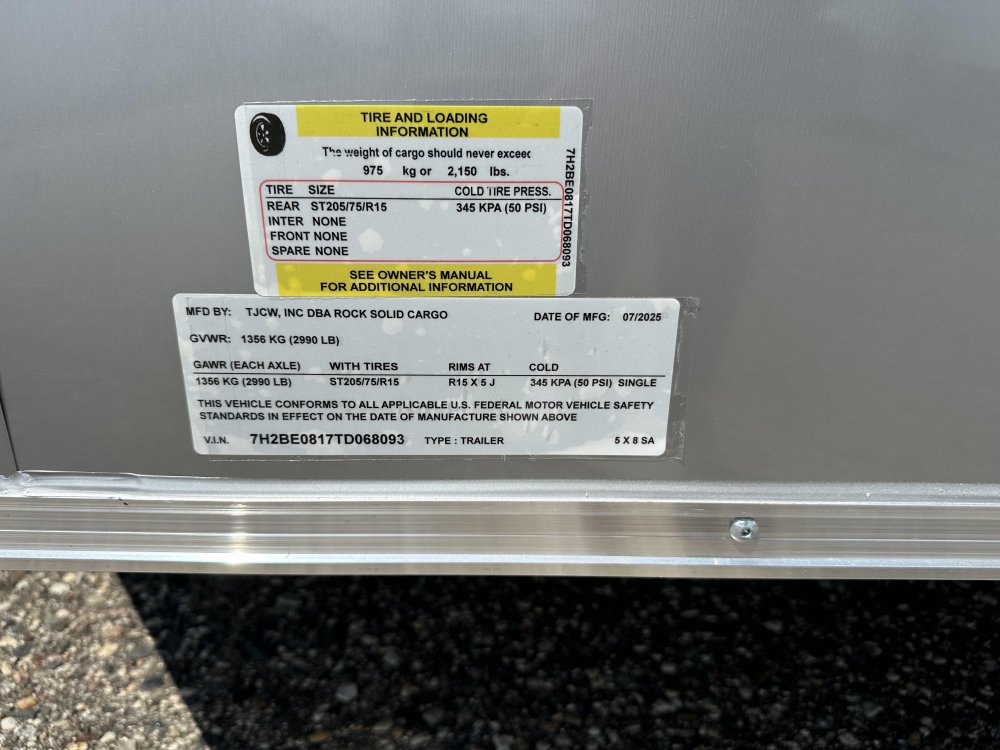 TIRE AND LOADING
INFORMATION
The weight of cargo should never exceed
975 kg or 2,150 lbs.
TIRE SIZE COLD TIRE PRESS.
REAR ST205/75/R15 345 KPA (50 PSI)
INTER NONE
FRONT NONE
SPARE NONE
SEE OWNER'S MANUAL
FOR ADDITIONAL INFORMATION
7H2BE0817TD068093
MFD BY: TJCW, INC DBA ROCK SOLID CARGO DATE OF MFG: 07/2025
GVWR: 1356 KG (2990 LB)
GAWR (EACH AXLE) WITH TIRES RIMS AT COLD
1356 KG (2990 LB) ST205/75/R15 R15 X 5 J 345 KPA (50 PSI) SINGLE
THIS VEHICLE CONFORMS TO ALL APPLICABLE U.S. FEDERAL MOTOR VEHICLE SAFETY
STANDARDS IN EFFECT ON THE DATE OF MANUFACTURE SHOWN ABOVE
V.I.N. 7H2BE0817TD068093 TYPE : TRAILER 5 X 8 SA